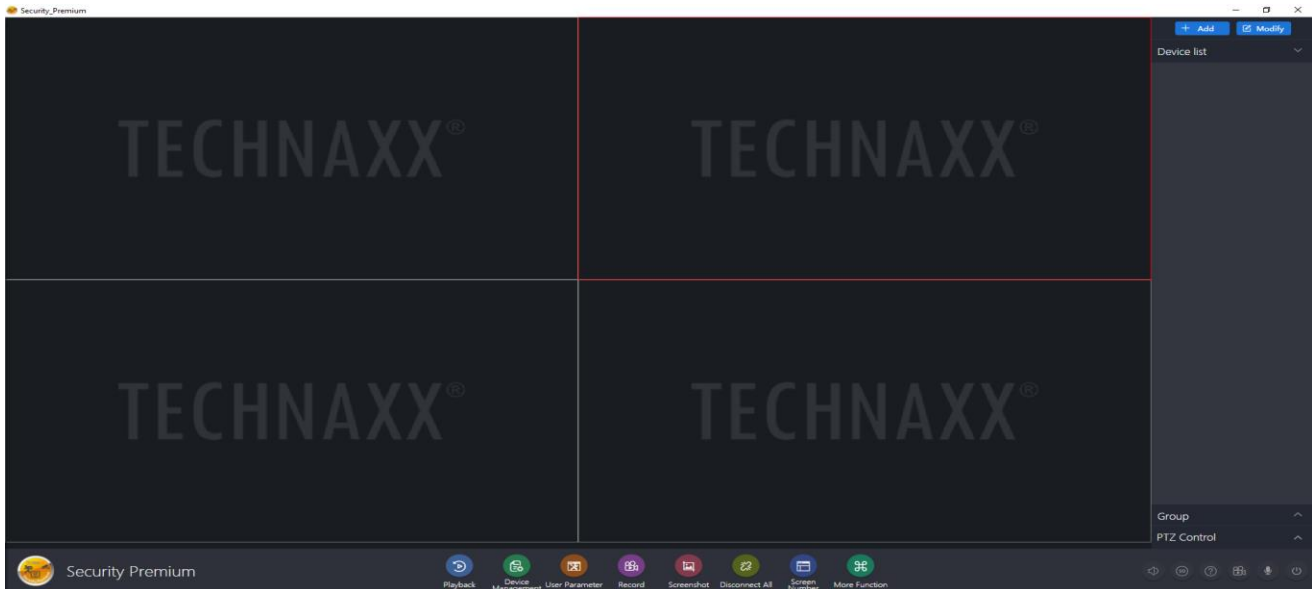 Security_Premium
+ Add
Modify
Device list
TECHNAXX®
TECHNAXX®
TECHNAXX®
TECHNAXX®
Group
PTZ Control
Security Premium
Playback
Device Management
User Parameter
Record
Screenshot
Disconnect All
Screen Number
More Function